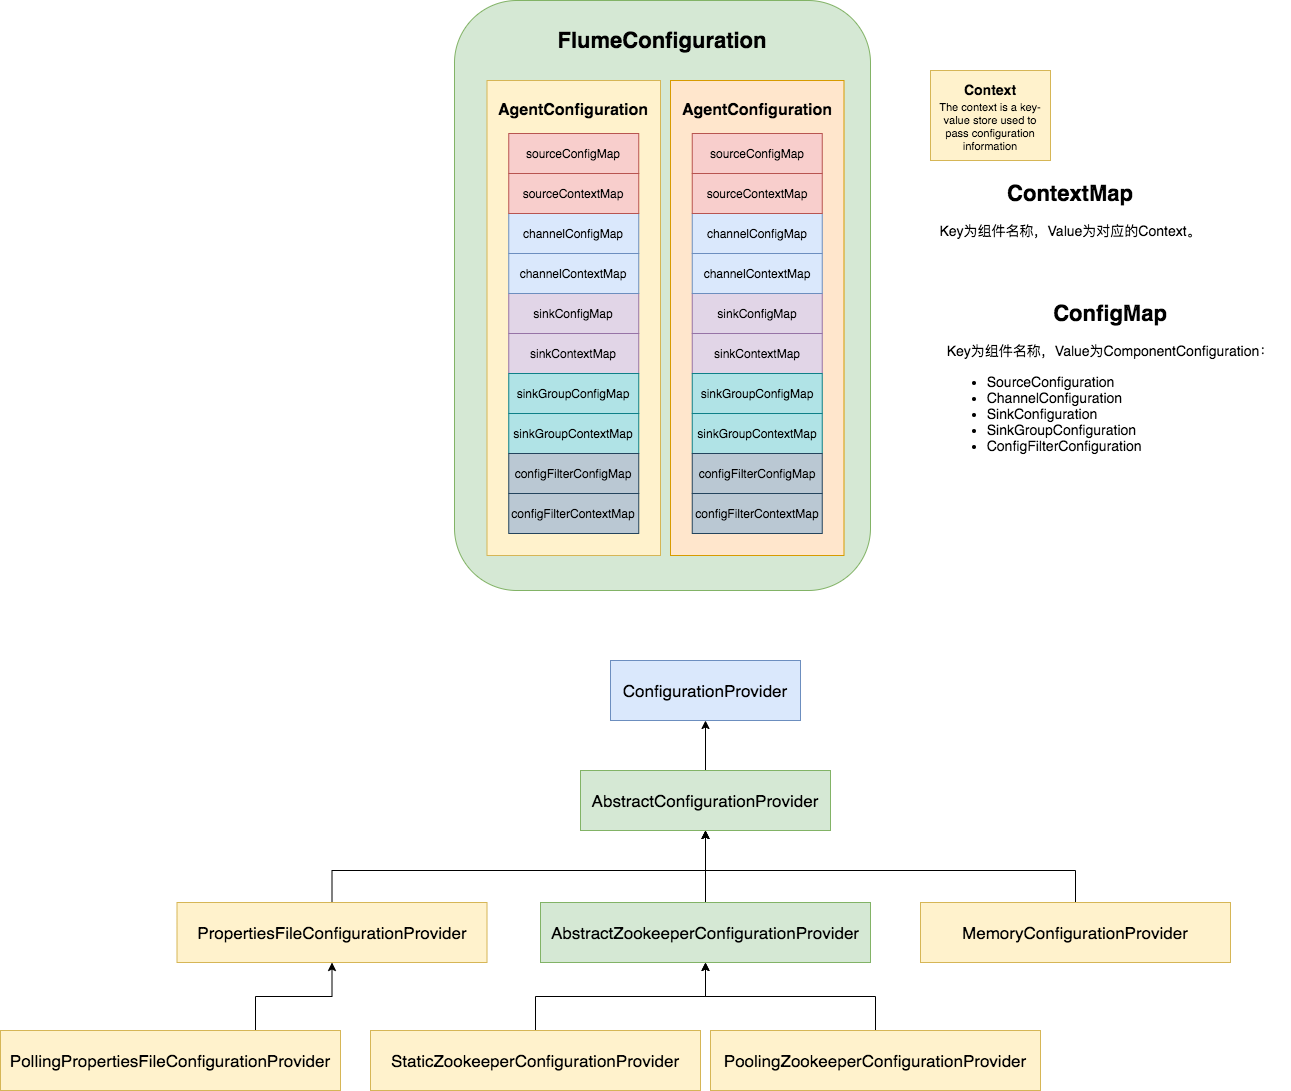 FlumeConfiguration
AgentConfiguration
sourceConfigMap
sourceContextMap
channelConfigMap
channelContextMap
sinkConfigMap
sinkContextMap
sinkGroupConfigMap
sinkGroupContextMap
configFilterConfigMap
configFilterContextMap
AgentConfiguration
sourceConfigMap
sourceContextMap
channelConfigMap
channelContextMap
sinkConfigMap
sinkContextMap
sinkGroupConfigMap
sinkGroupContextMap
configFilterConfigMap
configFilterContextMap
Context
The context is a key-
value store used to
pass configuration
information
ContextMap
Key为组件名称，Value为对应的Context。
ConfigMap
Key为组件名称，Value为ComponentConfiguration：
• SourceConfiguration
• ChannelConfiguration
• SinkConfiguration
• SinkGroupConfiguration
• ConfigFilterConfiguration
ConfigurationProvider
AbstractConfigurationProvider
PropertiesFileConfigurationProvider
AbstractZookeeperConfigurationProvider
MemoryConfigurationProvider
PollingPropertiesFileConfigurationProvider
StaticZookeeperConfigurationProvider
PoolingZookeeperConfigurationProvider